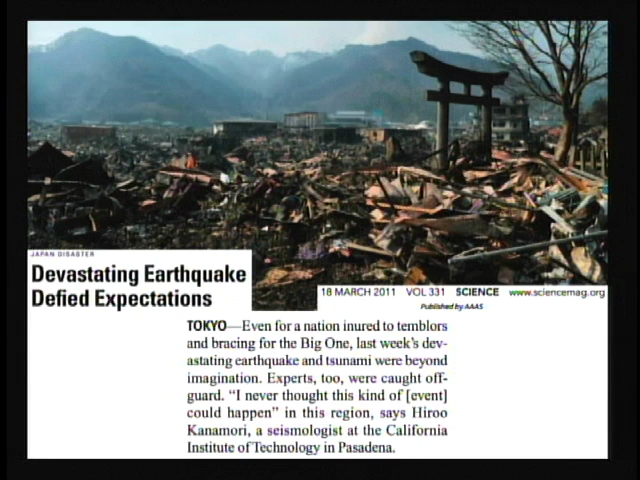 JAPAN DISASTER
Devastating Earthquake
Defied Expectations
18 MARCH 2011 VOL 331 SCIENCE www.sciencemag.org
Published by AAAS
TOKYO—Even for a nation inured to temblors
and bracing for the Big One, last week's dev-
astating earthquake and tsunami were beyond
imagination. Experts, too, were caught off-
guard. “I never thought this kind of [event]
could happen” in this region, says Hiroo
Kanamori, a seismologist at the California
Institute of Technology in Pasadena.